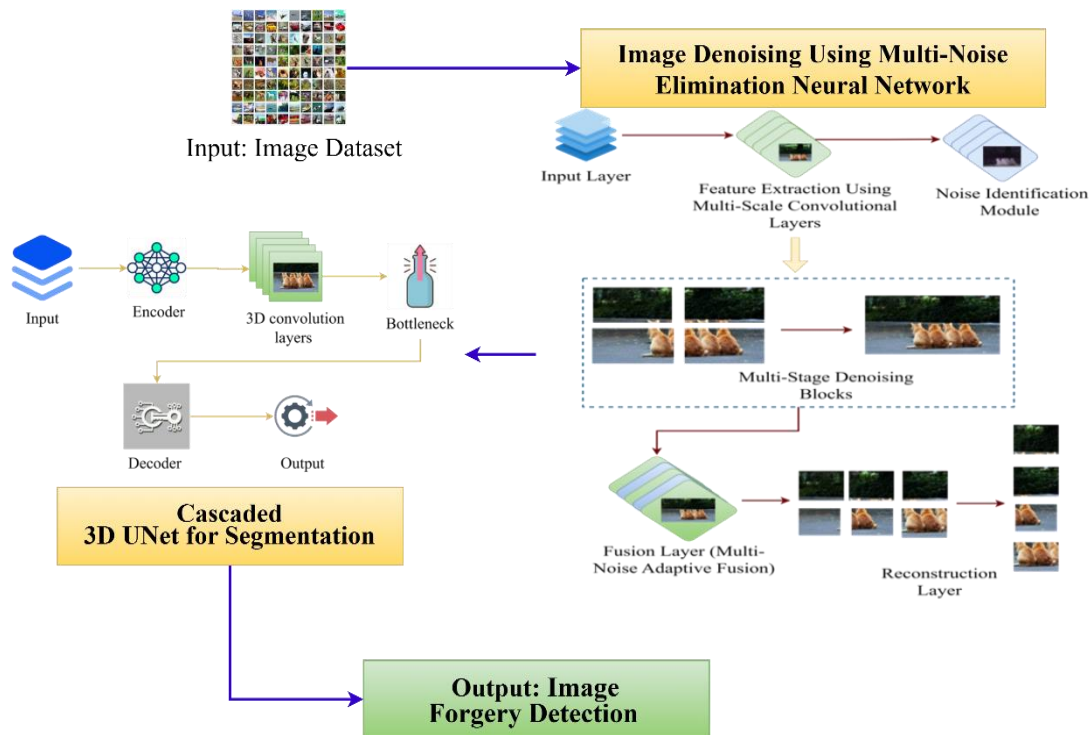 Input: Image Dataset
Image Denoising Using Multi-Noise
Elimination Neural Network
Input Layer
Feature Extraction Using
Multi-Scale Convolutional
Layers
Noise Identification
Module
Input
Encoder
3D convolution
layers
Bottleneck
Multi-Stage Denoising
Blocks
Decoder
Output
Cascaded
3D UNet for Segmentation
Fusion Layer (Multi-
Noise Adaptive Fusion)
Reconstruction
Layer
Output: Image
Forgery Detection